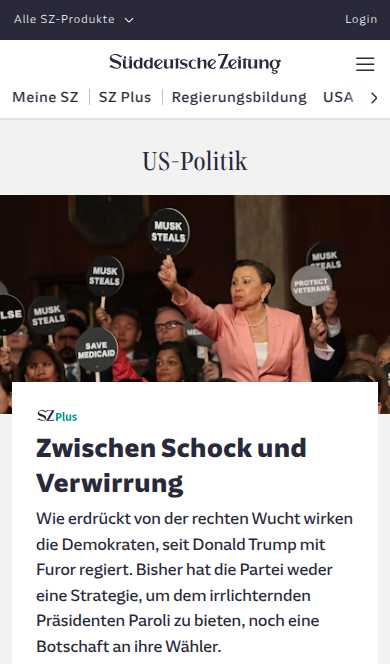 Alle SZ-Produkte
Login
Süddeutsche Zeitung
Meine SZ
SZ Plus
Regierungsbildung
USA
US-Politik
MUSK
STEALS
MUSK
STEALS
MUSK
STEALS
PROTECT
VETERANS
LSE
MUSK
STEALS
SAVE
MEDICAID
SZ Plus
Zwischen Schock und
Verwirrung
Wie erdrückt von der rechten Wucht wirken
die Demokraten, seit Donald Trump mit
Furor regiert. Bisher hat die Partei weder
eine Strategie, um dem irrlichternden
Präsidenten Paroli zu bieten, noch eine
Botschaft an ihre Wähler.